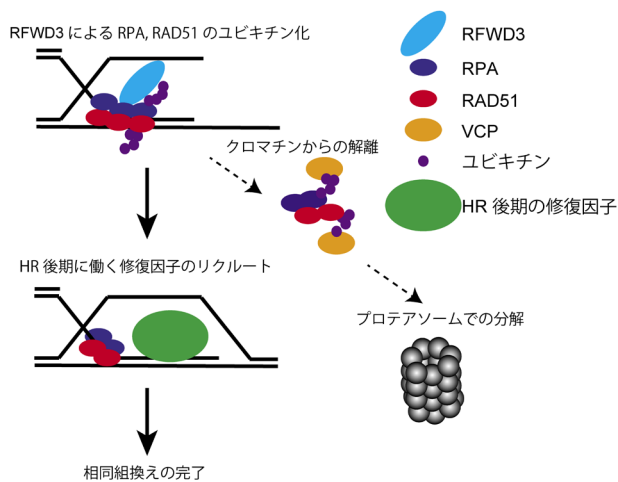 RFWD3 による RPA, RAD51 のユビキチン化
RFWD3
RPA
RAD51
VCP
ユビキチン
HR 後期の修復因子
クロマチンからの解離
HR 後期に働く修復因子のリクルート
プロテアソームでの分解
相同組換えの完了